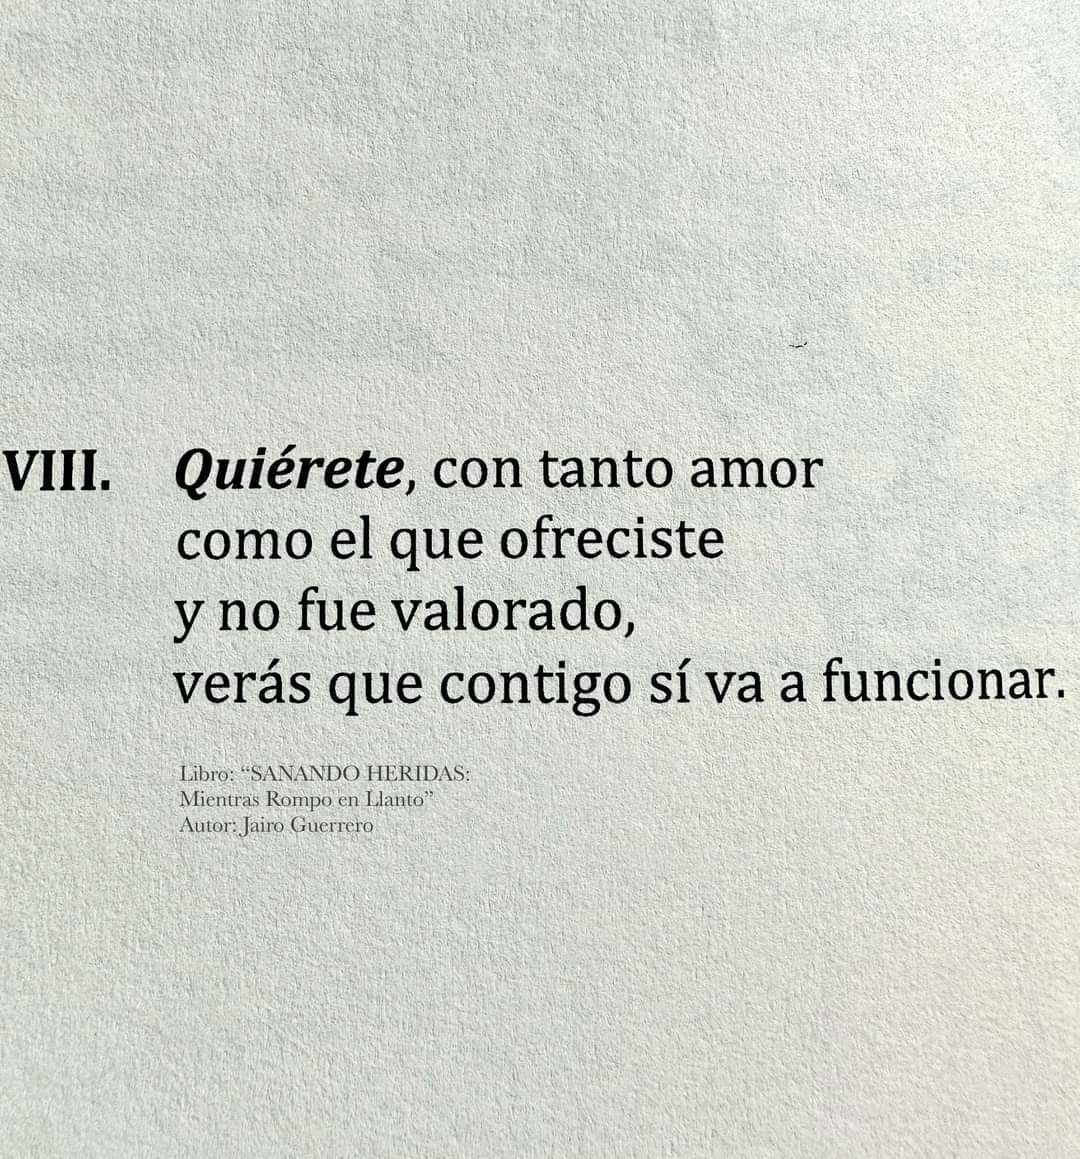 VIII. Quiérete, con tanto amor
como el que ofreciste
y no fue valorado,
verás que contigo sí va a funcionar.
Libro: “SANANDO HERIDAS:
Mientras Rompo en Llanto”
Autor: Jairo Guerrero